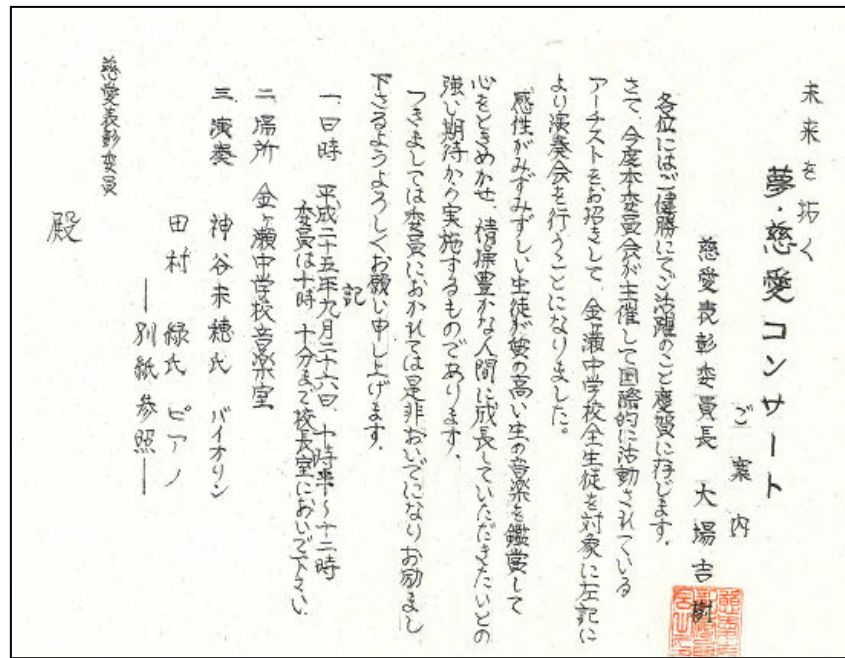 未来を拓く
夢・慈愛コンサート
ご案内
慈愛表彰委員長 大場吉樹
各位にはご健勝にてご活躍のこと慶賀に存じます.
さて、今度本委員会が主催して国際的に活動されている
アーチストをお招きして、金ヶ瀬中学校全生徒を対象に左記に
より演奏会を行うことになりました。
感性がみずみずしい生徒が質の高い生の音楽を鑑賞して
心をときめかせ、情操豊かな人間に成長していただきたいとの
強い期待から実施するものであります.
つきましては委員におかれては是非おいでになりお励まし
下さるようよろしくお願い申し上げます.
記
一、日時 平成二十五年九月二十六日、十時半~十二時
委員は十時 十分まで校長室においで下さい
二 場所 金ヶ瀬中学校音楽室
三 演奏 神谷未穂氏 バイオリン
田村 緑氏 ピアノ
―別紙参照―
慈愛表彰委員
殿